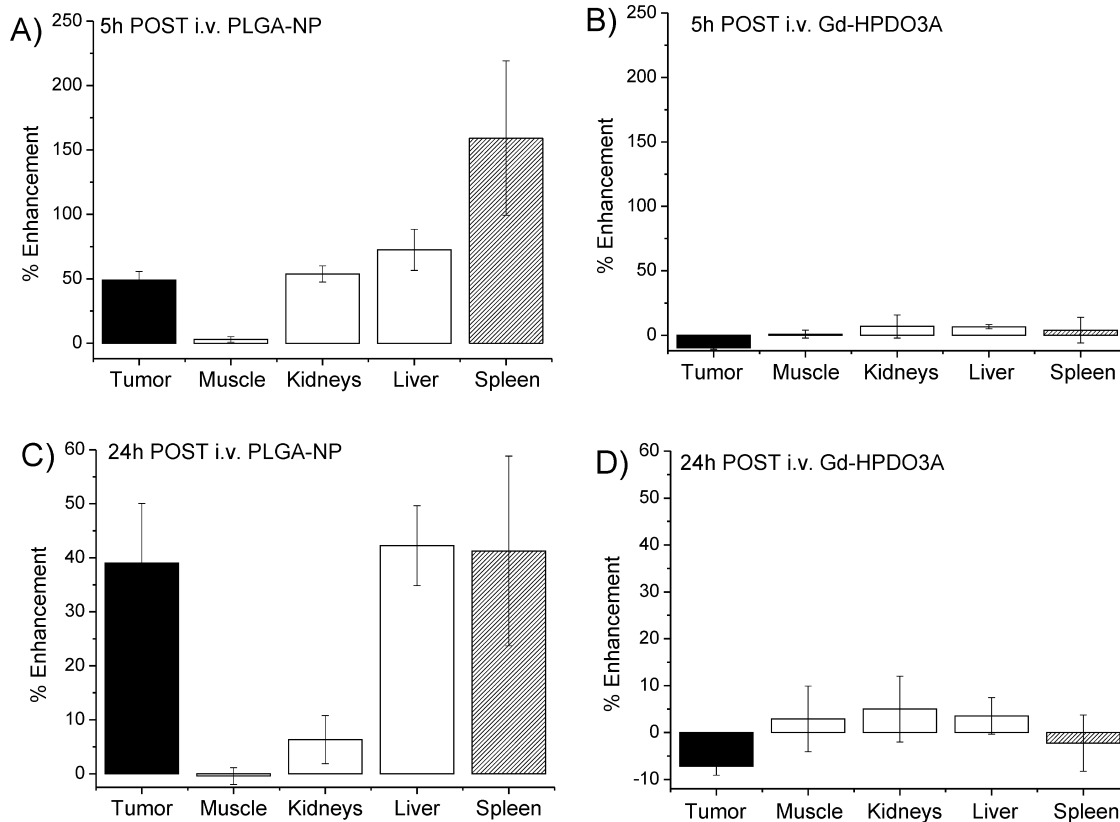 A)
5h POST i.v. PLGA-NP
% Enhancement
250
200
150
100
50
0
Tumor Muscle Kidneys Liver Spleen
B)
5h POST i.v. Gd-HPDO3A
% Enhancement
250
200
150
100
50
0
Tumor Muscle Kidneys Liver Spleen
C)
24h POST i.v. PLGA-NP
% Enhancement
60
50
40
30
20
10
0
Tumor Muscle Kidneys Liver Spleen
D)
24h POST i.v. Gd-HPDO3A
% Enhancement
60
50
40
30
20
10
0
-10
Tumor Muscle Kidneys Liver Spleen